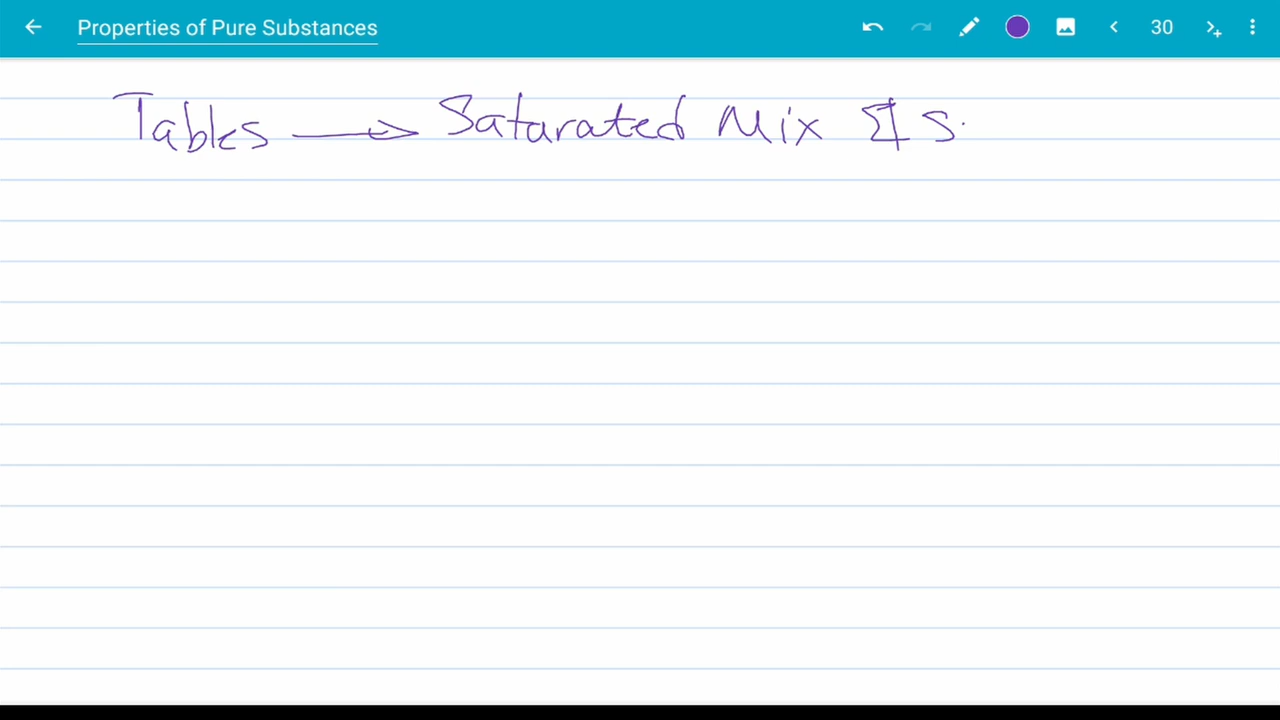 Properties of Pure Substances
30
Tables → Saturated Mix & S.